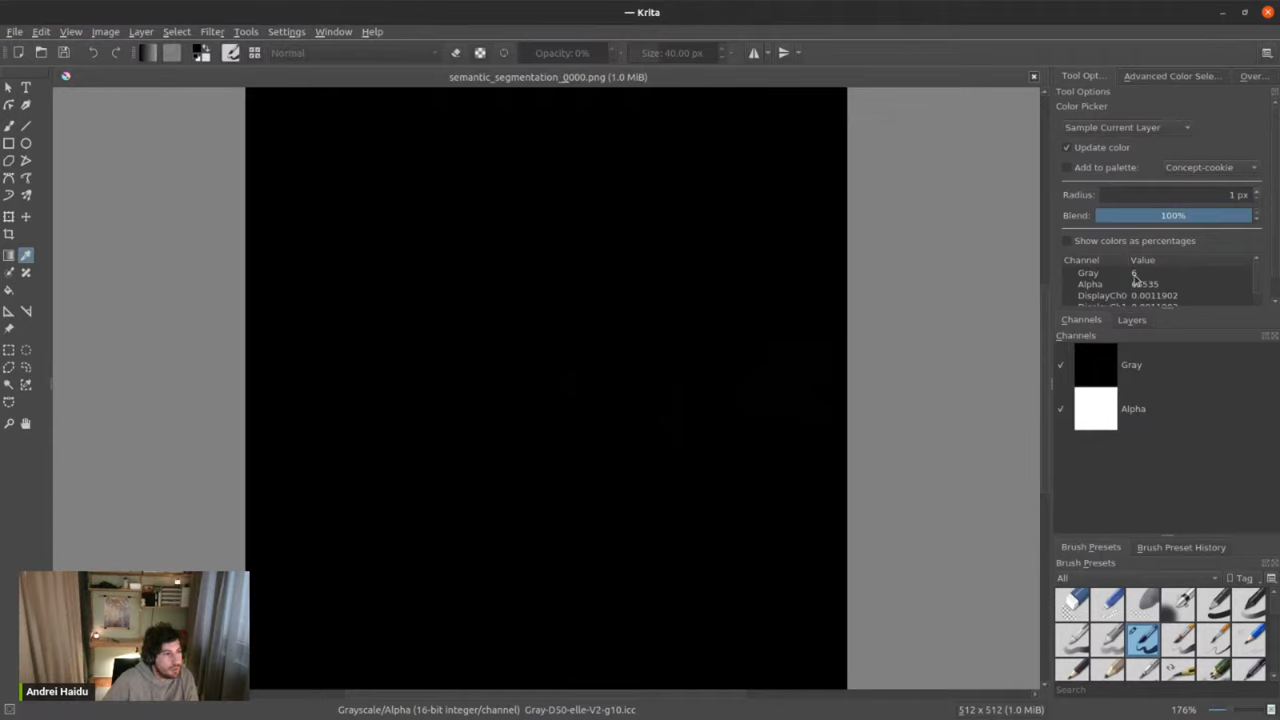 — Krita
File Edit View Image Layer Select Filter Tools Settings Window Help
Normal Opacity: 0% Size: 40.00 px
semantic_segmentation_0000.png (1.0 MiB)
Tool Opt... Advanced Color Sele... Over...
Tool Options
Color Picker
Sample Current Layer
Update color
Add to palette: Concept-cookie
Radius: 1 px
Blend: 100%
Show colors as percentages
Channel Value
Gray 6
Alpha
DisplayCh0 0.0011902
Channels Layers
Channels
Gray
Alpha
Brush Presets Brush Preset History
Brush Presets
All Tag
Search
Andrei Haidu
Grayscale/Alpha (16-bit integer/channel) Gray-D50-elle-V2-g10.icc 512 x 512 (1.0 MiB) 176%